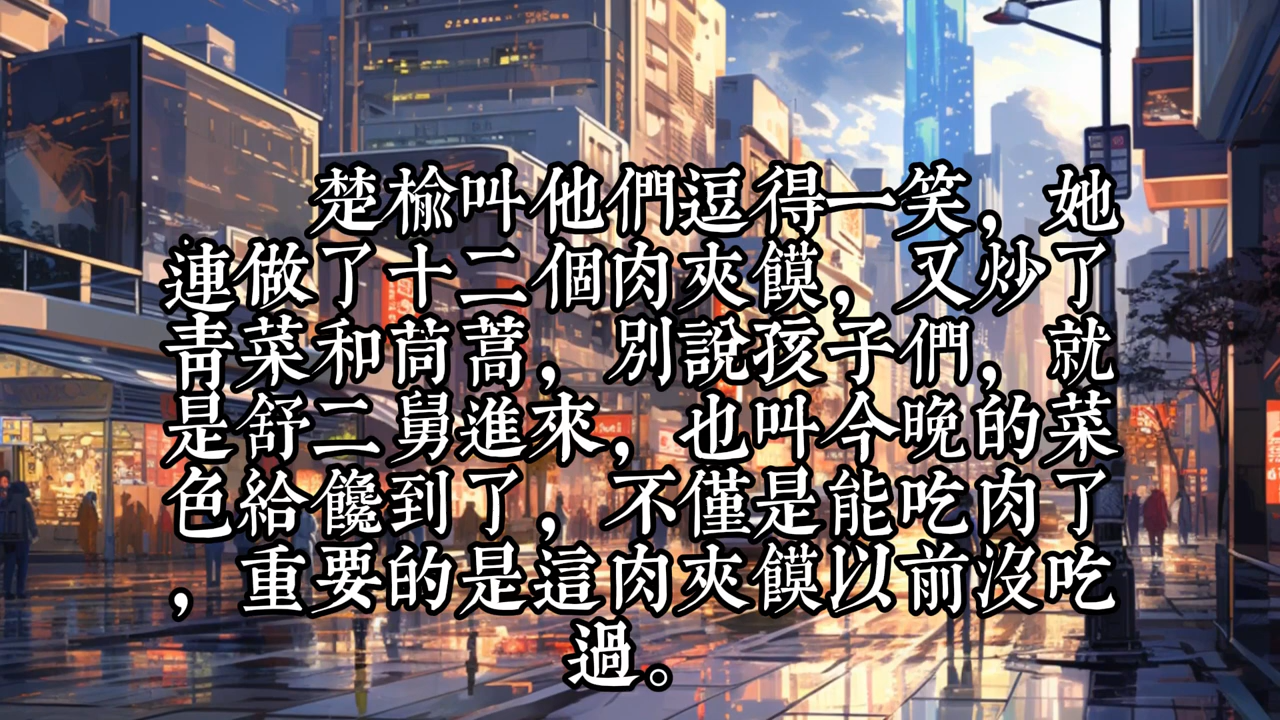 楚榆叫他們逗得一笑，她
連做了十二個肉夾饃，又炒了
青菜和茼蒿，別說孩子們，就
是舒二舅進來，也叫今晚的菜
色給饞到了，不僅是能吃肉了
，重要的是這肉夾饃以前沒吃
過。